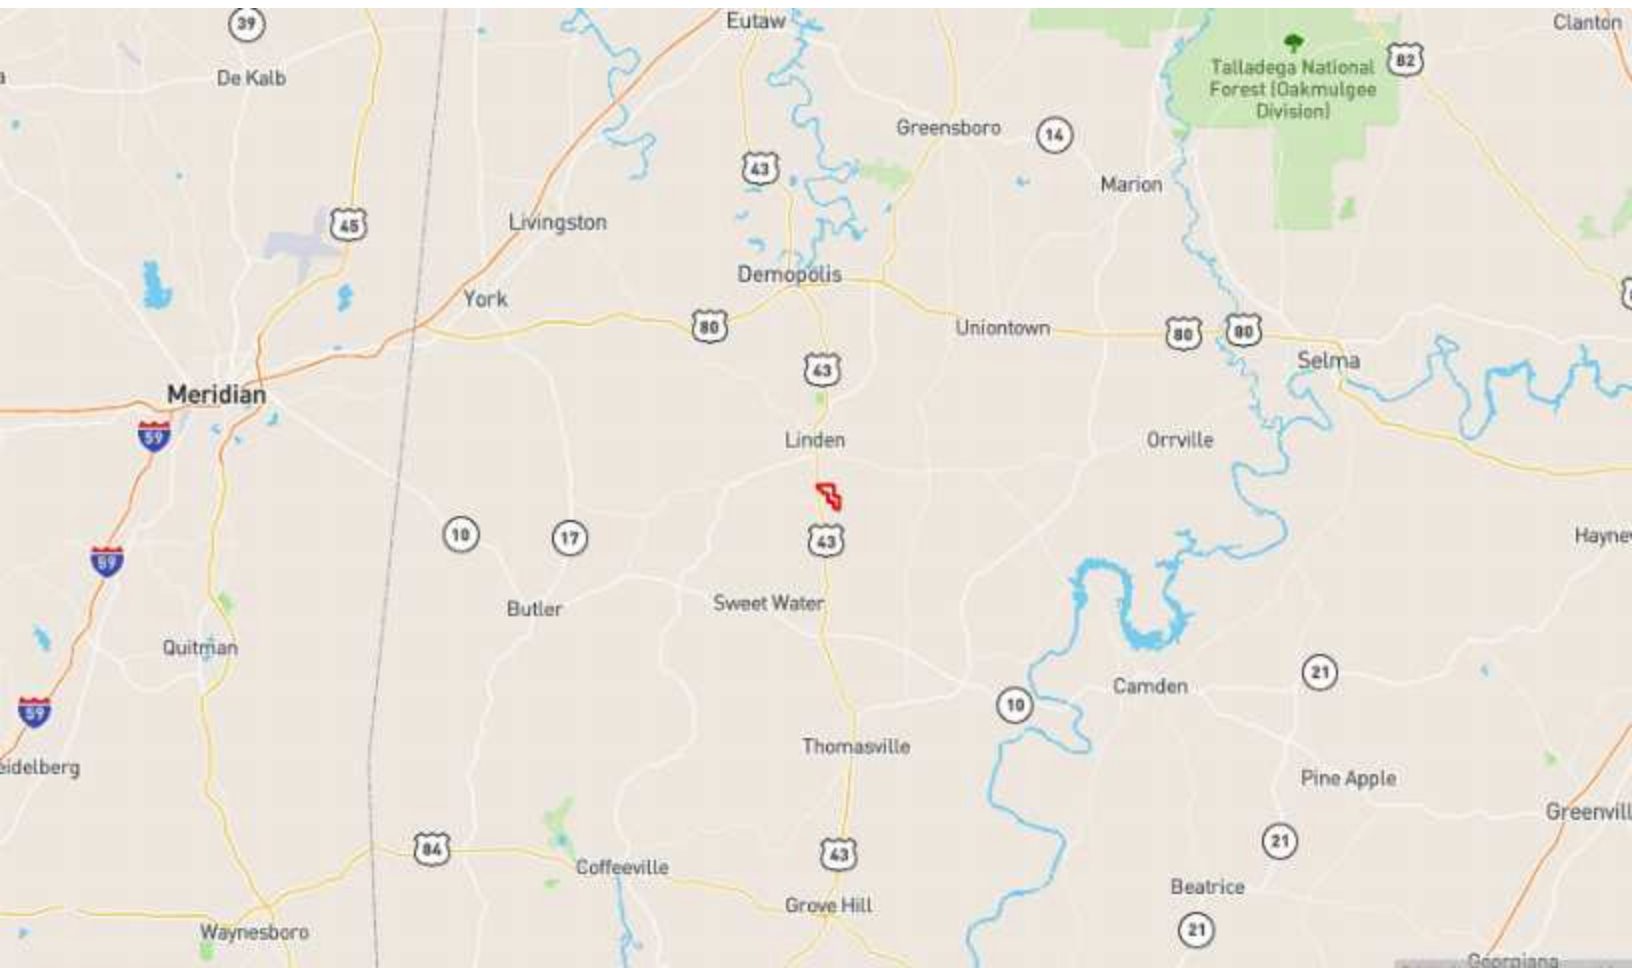 39
Eutaw
Clanton
De Kalb
82
Talladega National
Forest (Oakmulgee
Division)
Greensboro
14
43
Marion
45
Livingston
Demopolis
York
80
Uniontown
80
80
Selma
43
Meridian
59
Linden
Orrville
10
17
43
Hayne
59
Butler
Sweet Water
Quitman
21
Camden
59
10
Thomasville
eidelberg
Pine Apple
Greenvill
84
43
21
Coffeeville
Beatrice
Grove Hill
21
Waynesboro
Georgiana